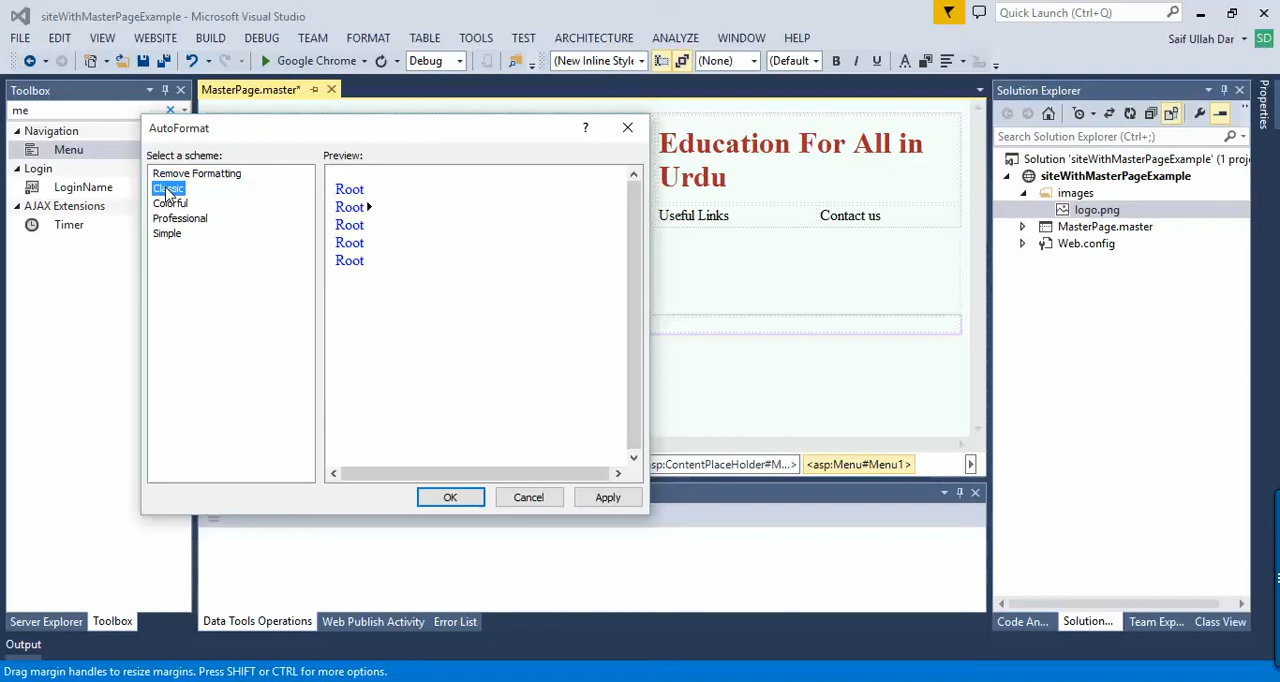 siteWithMasterPageExample - Microsoft Visual Studio
Quick Launch (Ctrl+Q)
FILE EDIT VIEW WEBSITE BUILD DEBUG TEAM FORMAT TABLE TOOLS TEST ARCHITECTURE ANALYZE WINDOW HELP
Saif Ullah Dar SD
Google Chrome Debug (New Inline Style (None) (Default B I U A
Toolbox
MasterPage.master*
Solution Explorer
Properties
me
Search Solution Explorer (Ctrl+;)
Navigation
Menu
Login
LoginName
AJAX Extensions
Timer
AutoFormat
?
Select a scheme:
Remove Formatting
Classic
Colorful
Professional
Simple
Preview:
Root
Root
Root
Root
Root
OK Cancel Apply
Education For All in
Urdu
Useful Links Contact us
Solution 'siteWithMasterPageExample' (1 proj
siteWithMasterPageExample
images
logo.png
MasterPage.master
Web.config
sp:ContentPlaceHolder#M...> <asp:Menu#Menu1>
Server Explorer Toolbox
Data Tools Operations Web Publish Activity Error List
Code An... Solution... Team Exp... Class View
Output
Drag margin handles to resize margins. Press SHIFT or CTRL for more options.